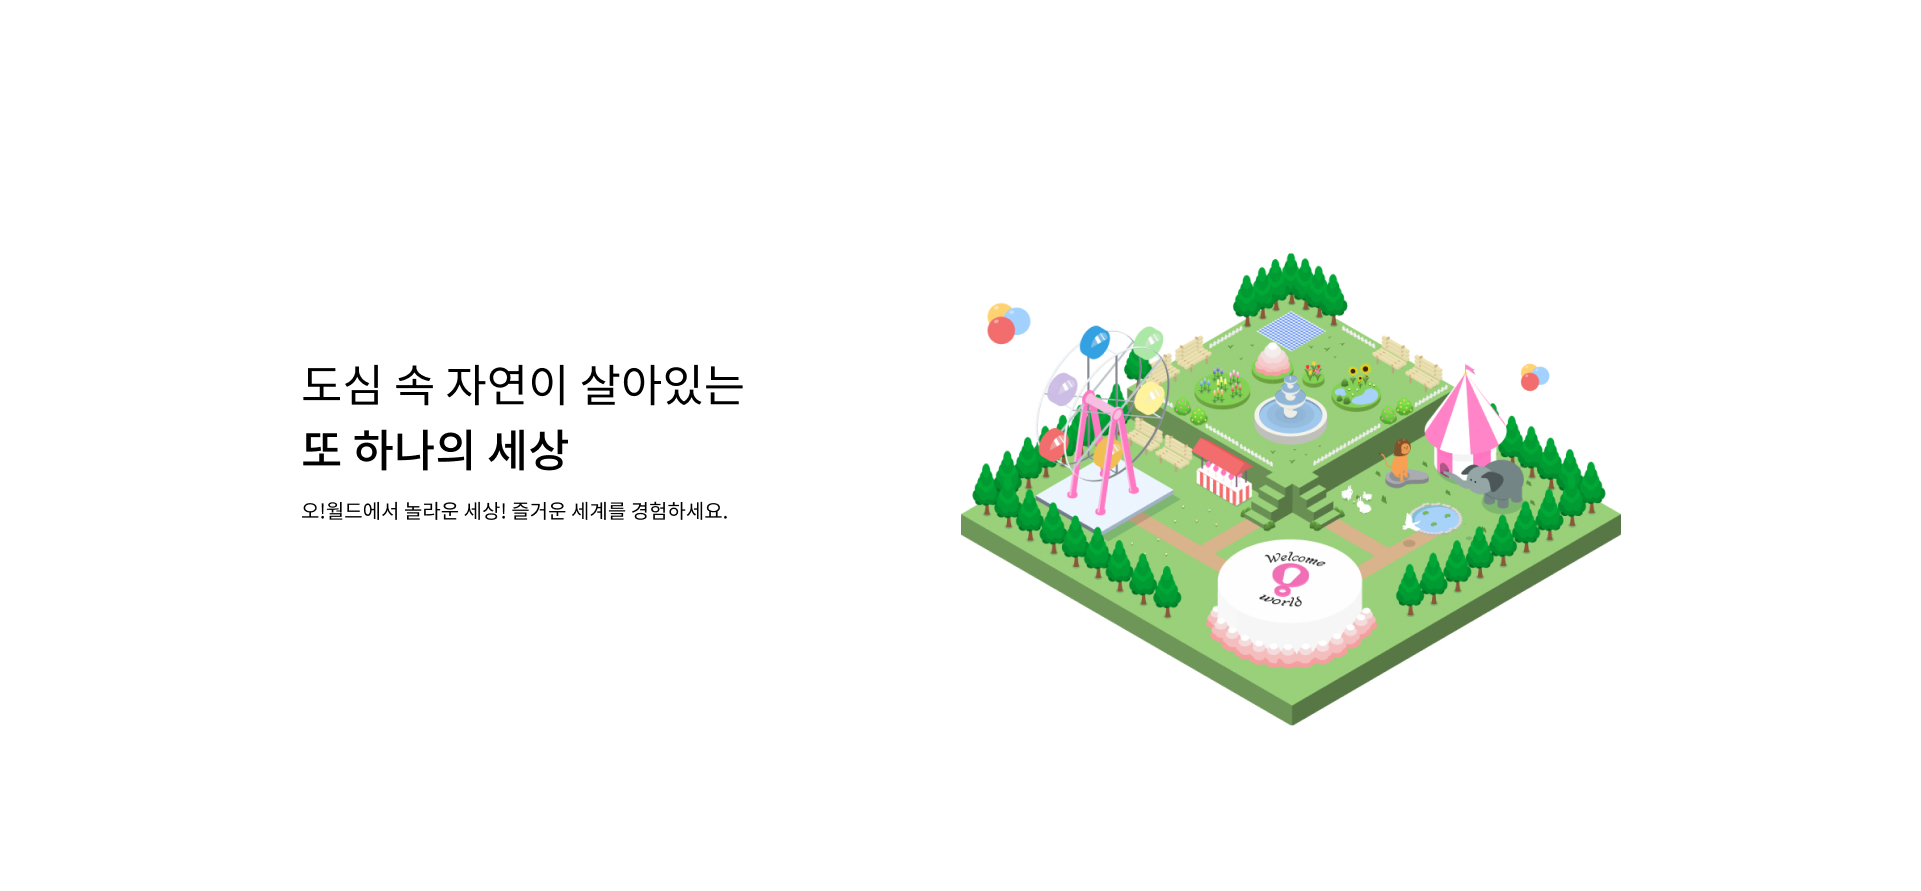 도심 속 자연이 살아있는
또 하나의 세상
오!월드에서 놀라운 세상! 즐거운 세계를 경험하세요.
Welcome
!
world